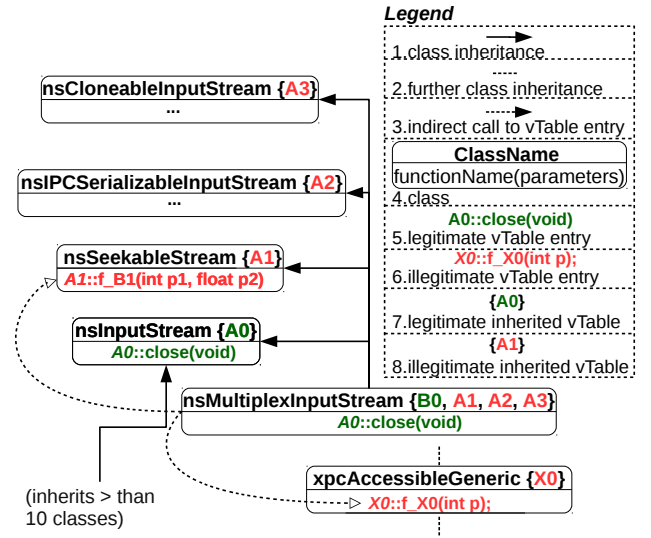 Legend
1.class inheritance
2.further class inheritance
3.indirect call to vTable entry
ClassName
functionName(parameters)
4.class
A0::close(void)
5.legitimate vTable entry
X0::f_X0(int p);
6.illegitimate vTable entry
{A0}
7.legitimate inherited vTable
{A1}
8.illegitimate inherited vTable
nsCloneableInputStream {A3}
...
nsIPCSerializableInputStream {A2}
...
nsSeekableStream {A1}
A1::f_B1(int p1, float p2)
nsInputStream {A0}
A0::close(void)
nsMultiplexInputStream {B0, A1, A2, A3}
A0::close(void)
xpcAccessibleGeneric {X0}
X0::f_X0(int p);
(inherits > than
10 classes)